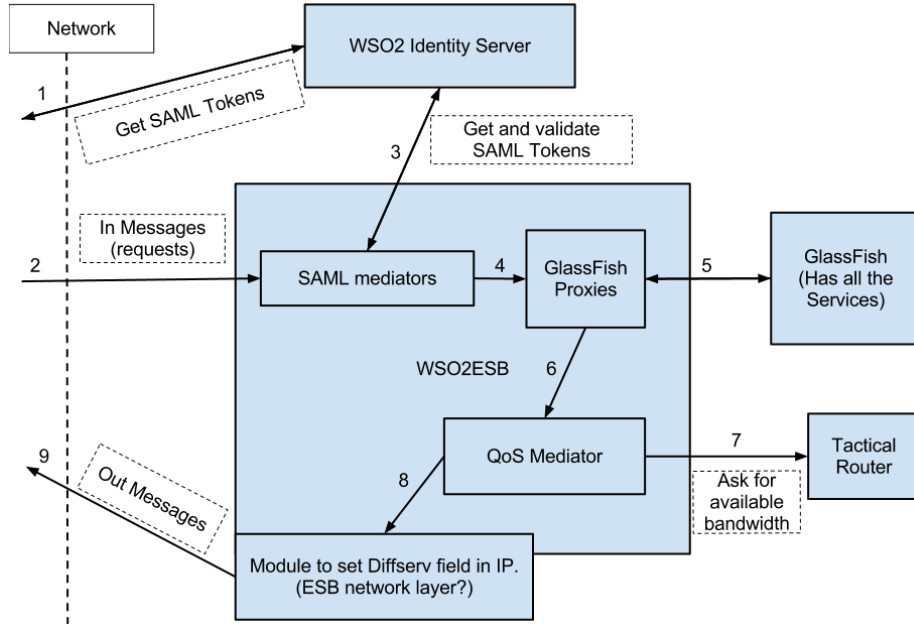 Network
WSO2 Identity Server
1
Get SAML Tokens
3
Get and validate
SAML Tokens
In Messages
(requests)
2
SAML mediators
4
GlassFish
Proxies
5
GlassFish
(Has all the
Services)
WSO2ESB
6
9
Out Messages
8
QoS Mediator
7
Ask for
available
bandwidth
Tactical
Router
Module to set Diffserv field in IP.
(ESB network layer?)